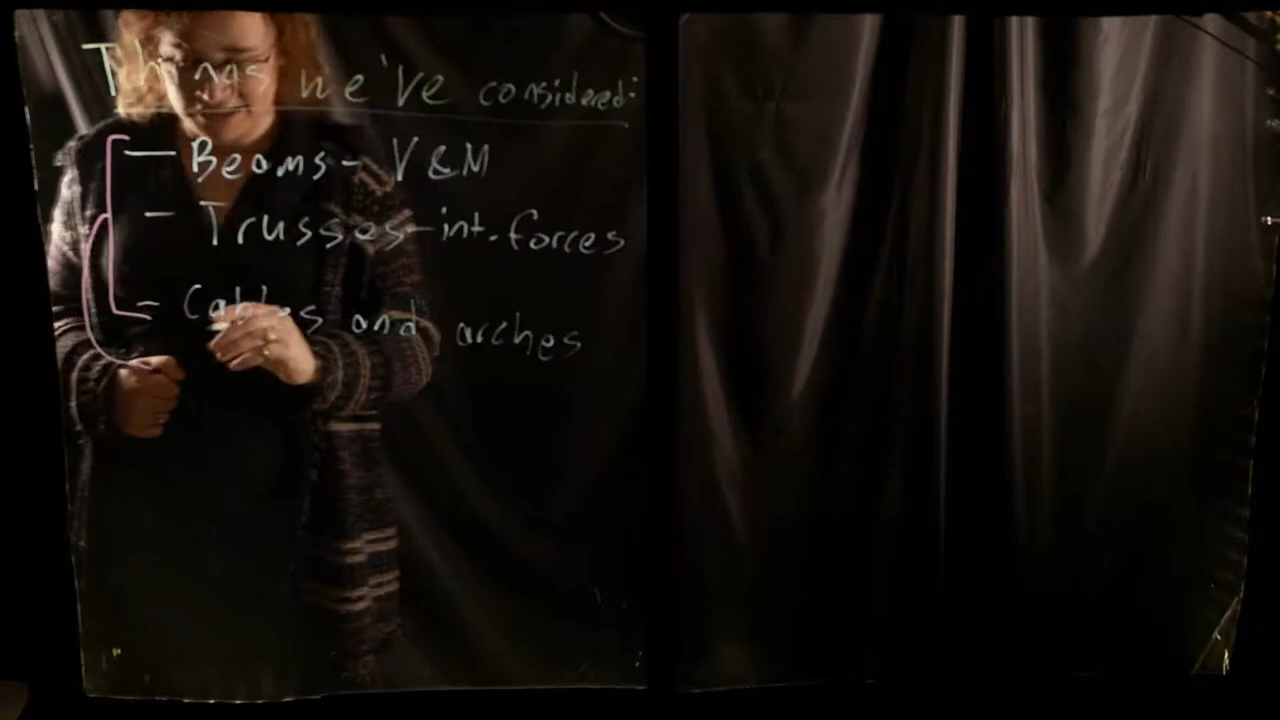 Things we've considered:
— Beams - V & M
- Trusses - int. forces
- Cables and arches